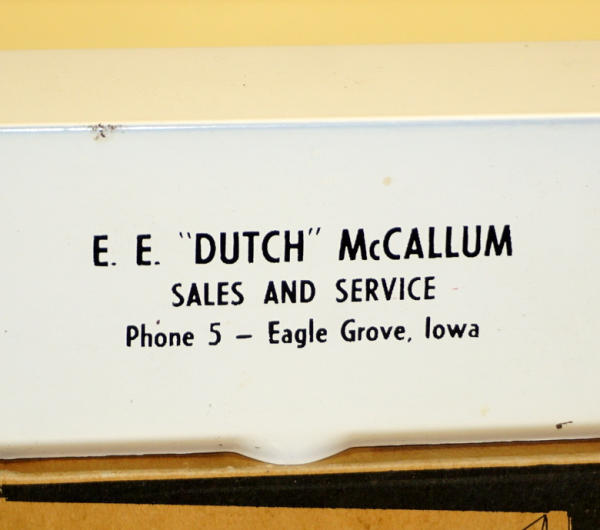 E. E. "DUTCH" McCALLUM
SALES AND SERVICE
Phone 5 – Eagle Grove, Iowa